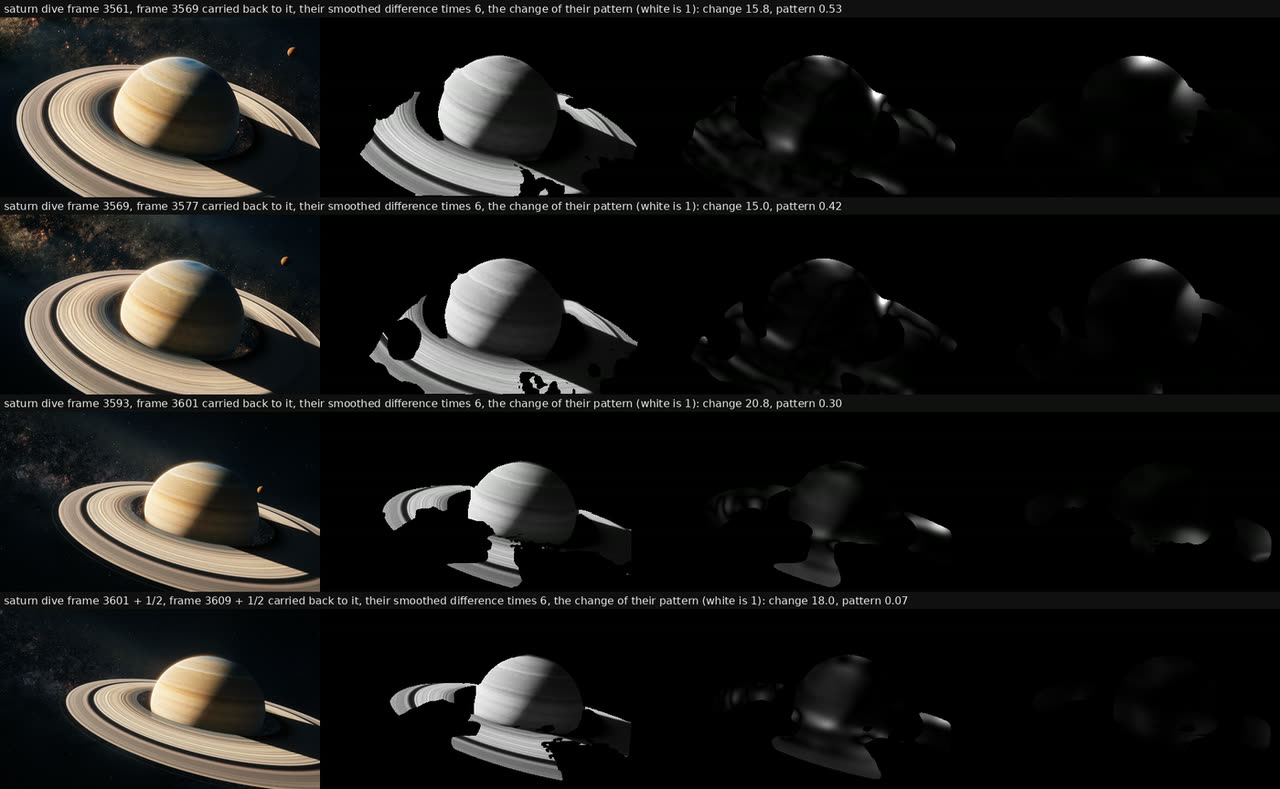 saturn dive frame 3561, frame 3569 carried back to it, their smoothed difference times 6, the change of their pattern (white is 1): change 15.8, pattern 0.53
saturn dive frame 3569, frame 3577 carried back to it, their smoothed difference times 6, the change of their pattern (white is 1): change 15.0, pattern 0.42
saturn dive frame 3593, frame 3601 carried back to it, their smoothed difference times 6, the change of their pattern (white is 1): change 20.8, pattern 0.30
saturn dive frame 3601 + 1/2, frame 3609 + 1/2 carried back to it, their smoothed difference times 6, the change of their pattern (white is 1): change 18.0, pattern 0.07